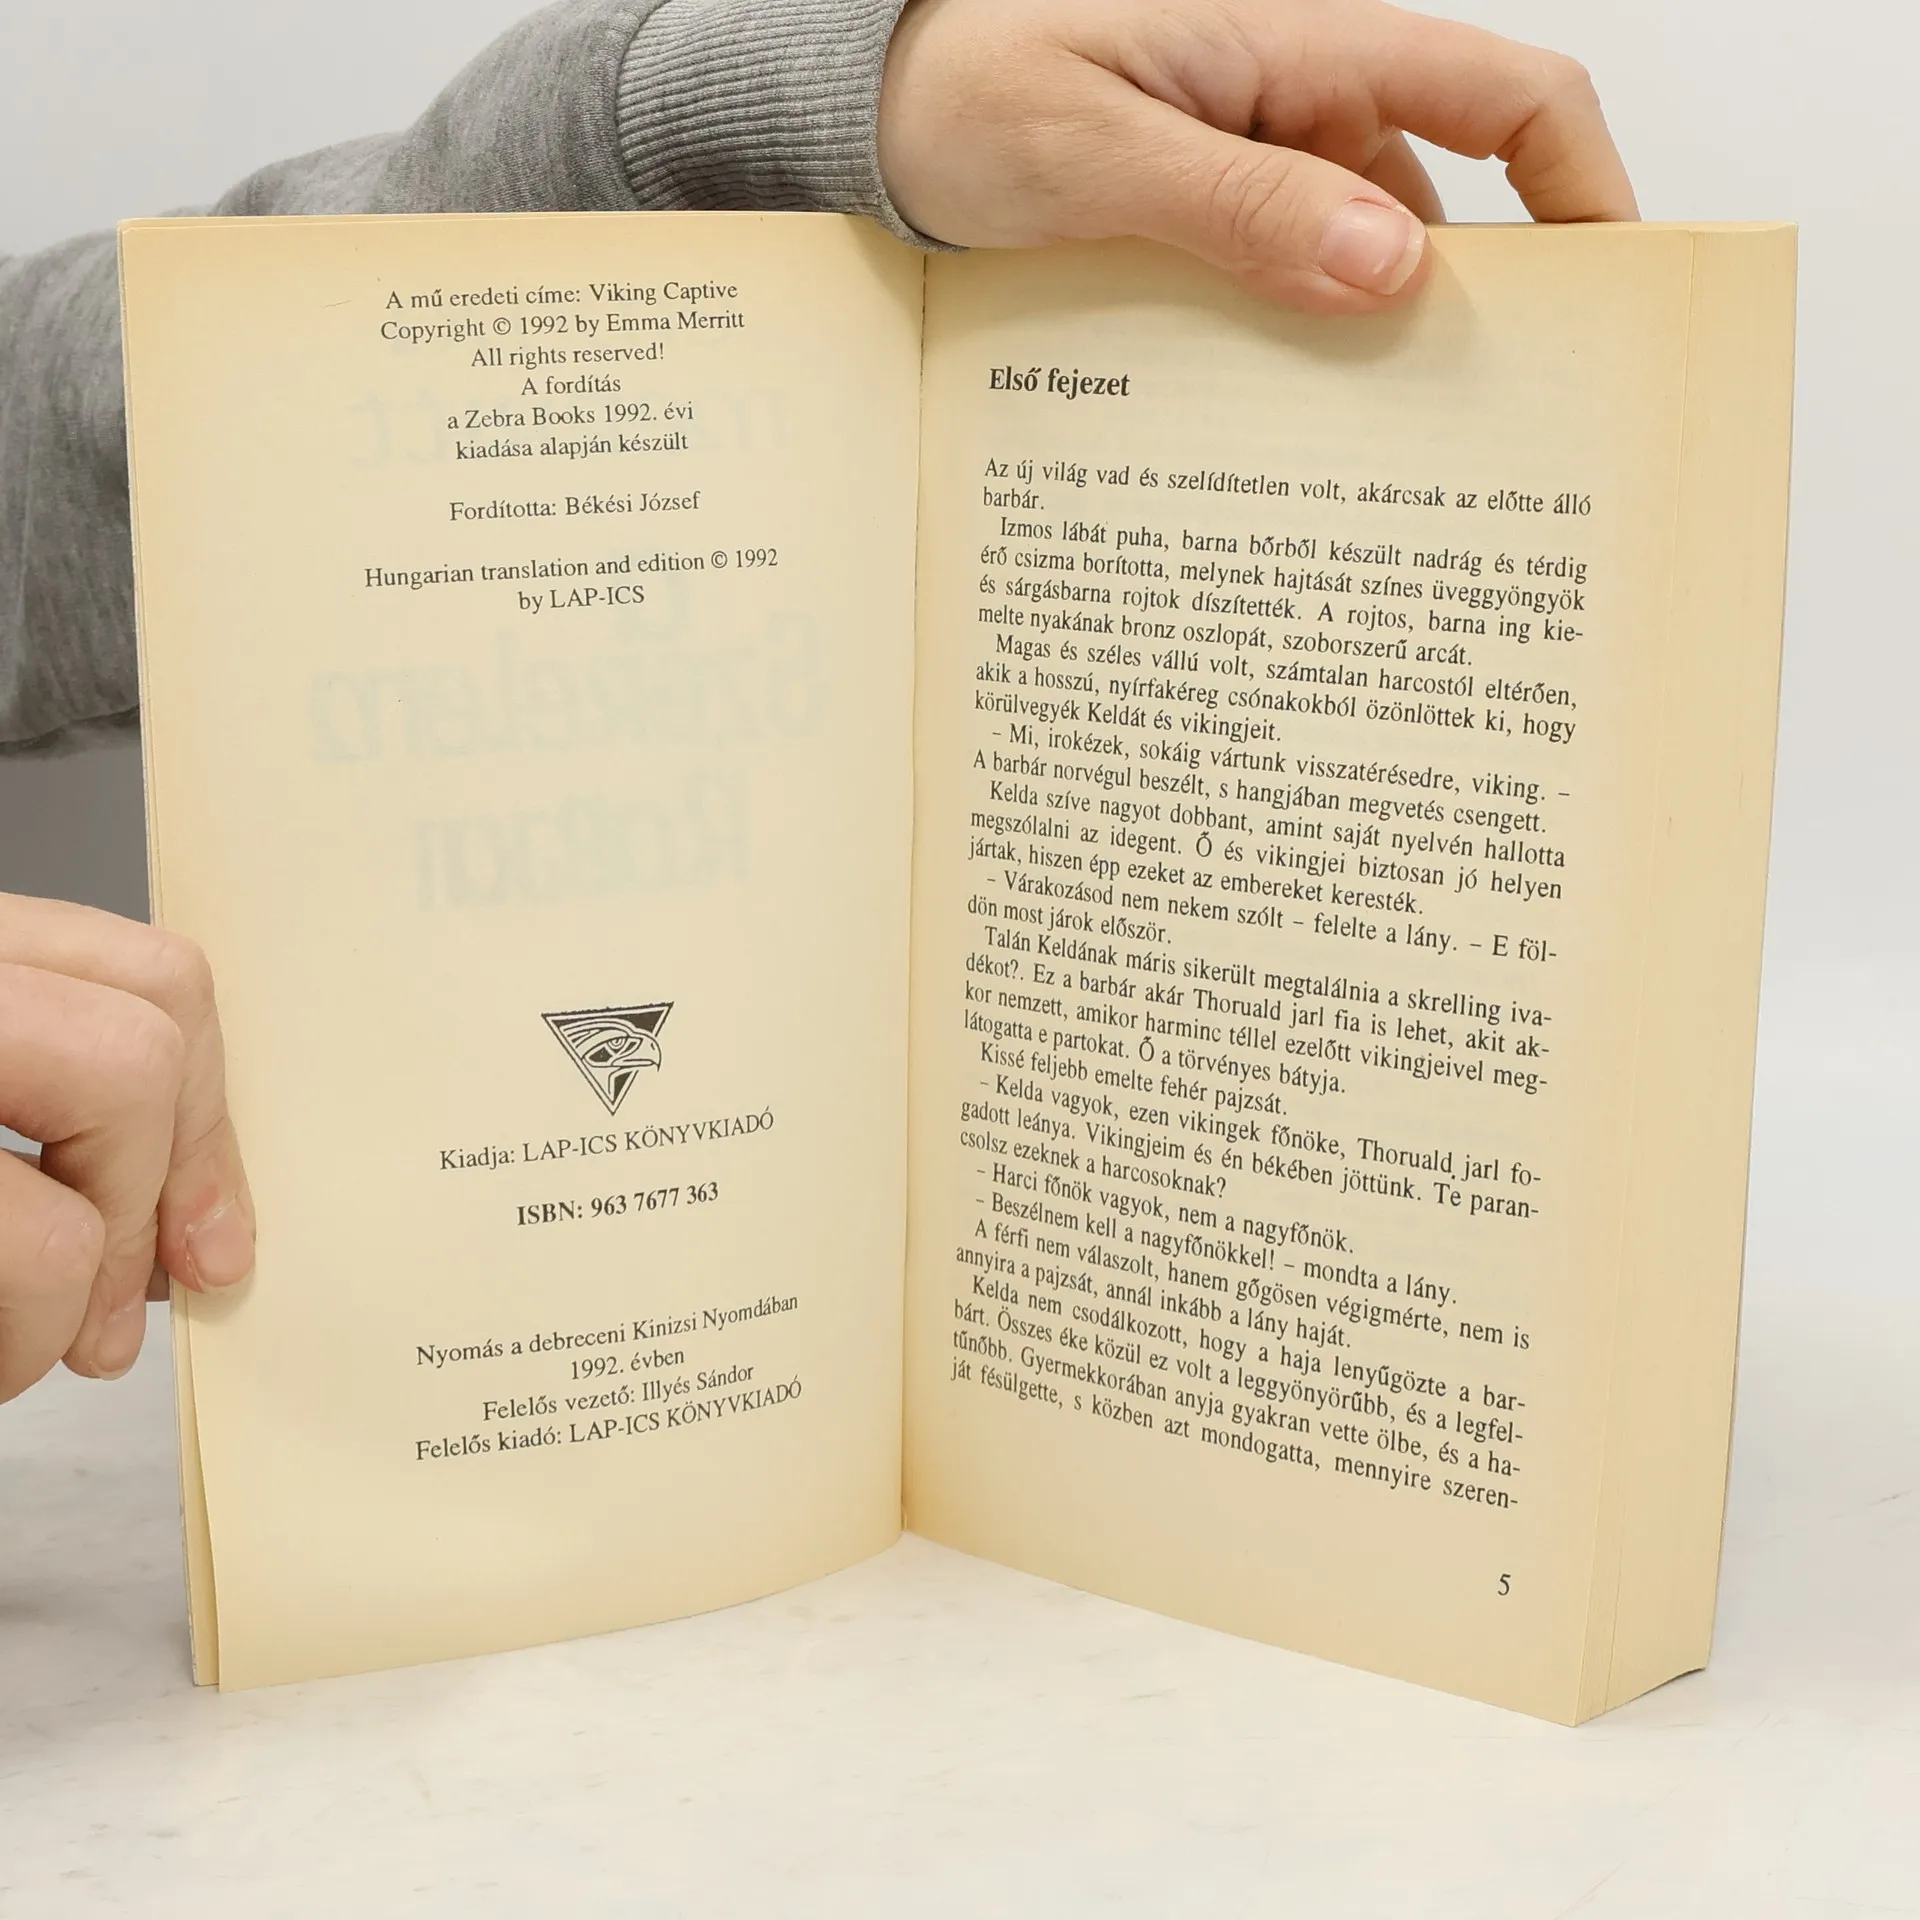 A mű eredeti címe: Viking Captive
Copyright © 1992 by Emma Merritt
All rights reserved!
A fordítás
a Zebra Books 1992. évi
kiadása alapján készült
Fordította: Békési József
Hungarian translation and edition © 1992
by LAP-ICS
Kiadja: LAP-ICS KÖNYVKIADÓ
ISBN: 963 7677 363
Nyomás a debreceni Kinizsi Nyomdában
1992. évben
Felelős vezető: Illyés Sándor
Felelős kiadó: LAP-ICS KÖNYVKIADÓ
Első fejezet
Az új világ vad és szelídítetlen volt, akárcsak az előtte álló
barbár.
Izmos lábát puha, barna bőrből készült nadrág és térdig
érő csizma borította, melynek hajtását színes üveggyöngyök
és sárgásbarna rojtok díszítették. A rojtos, barna ing kie-
melte nyakának bronz oszlopát, szoborszerű arcát.
Magas és széles vállú volt, számtalan harcostól eltérően,
akik a hosszú, nyírfakéreg csónakokból özönlöttek ki, hogy
körülvegyék Keldát és vikingjeit.
– Mi, irokézek, sokáig vártunk visszatérésedre, viking. –
A barbár norvégul beszélt, s hangjában megvetés csengett.
Kelda szíve nagyot dobbant, amint saját nyelvén hallotta
megszólalni az idegent. Ő és vikingjei biztosan jó helyen
jártak, hiszen épp ezeket az embereket keresték.
– Várakozásod nem nekem szólt – felelte a lány. – E föl-
dön most járok először.
Talán Keldának máris sikerült megtalálnia a skrelling iva-
dékot?. Ez a barbár akár Thoruald jarl fia is lehet, akit ak-
kor nemzett, amikor harminc téllel ezelőtt vikingjeivel meg-
látogatta e partokat. Ő a törvényes bátyja.
Kissé feljebb emelte fehér pajzsát.
– Kelda vagyok, ezen vikingek főnöke, Thoruald jarl fo-
gadott leánya. Vikingjeim és én békében jöttünk. Te paran-
csolsz ezeknek a harcosoknak?
– Harci főnök vagyok, nem a nagyfőnök.
– Beszélnem kell a nagyfőnökkel! – mondta a lány.
A férfi nem válaszolt, hanem gőgösen végigmérte, nem is
annyira a pajzsát, annál inkább a lány haját.
Kelda nem csodálkozott, hogy a haja lenyűgözte a bar-
bárt. Összes éke közül ez volt a leggyönyörűbb, és a legfel-
tűnőbb. Gyermekkorában anyja gyakran vette ölbe, és a ha-
ját fésülgette, s közben azt mondogatta, mennyire szeren-
5